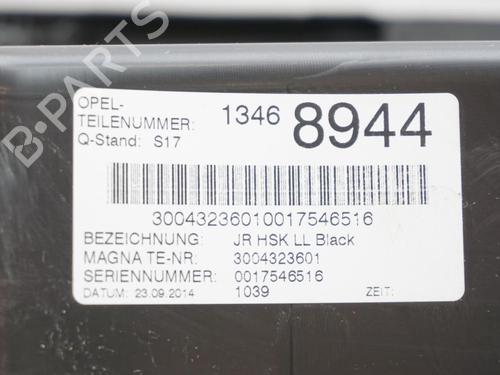 OPEL-
TEILENUMMER: 1346 8944
Q-Stand: S17
30043236010017546516
BEZEICHNUNG: JR HSK LL Black
MAGNA TE-NR: 3004323601
SERIENNUMMER: 0017546516
DATUM: 23.09.2014 1039 ZEIT:
B-PARTS